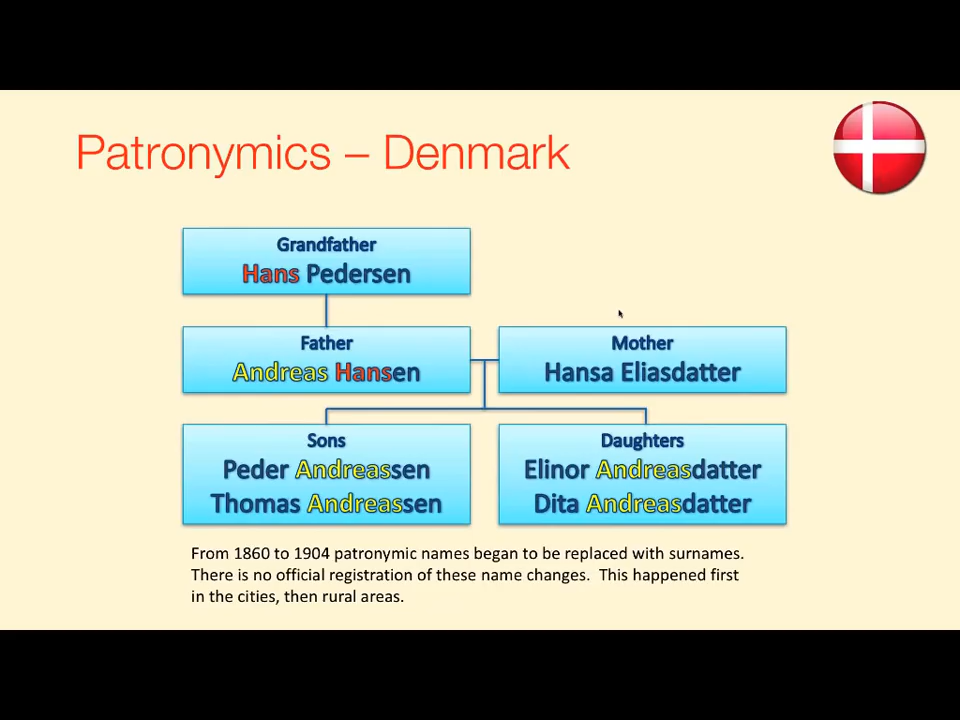 Patronymics – Denmark
Grandfather
Hans Pedersen
Father
Andreas Hansen
Mother
Hansa Eliasdatter
Sons
Peder Andreassen
Thomas Andreassen
Daughters
Elinor Andreasdatter
Dita Andreasdatter
From 1860 to 1904 patronymic names began to be replaced with surnames.
There is no official registration of these name changes.  This happened first
in the cities, then rural areas.